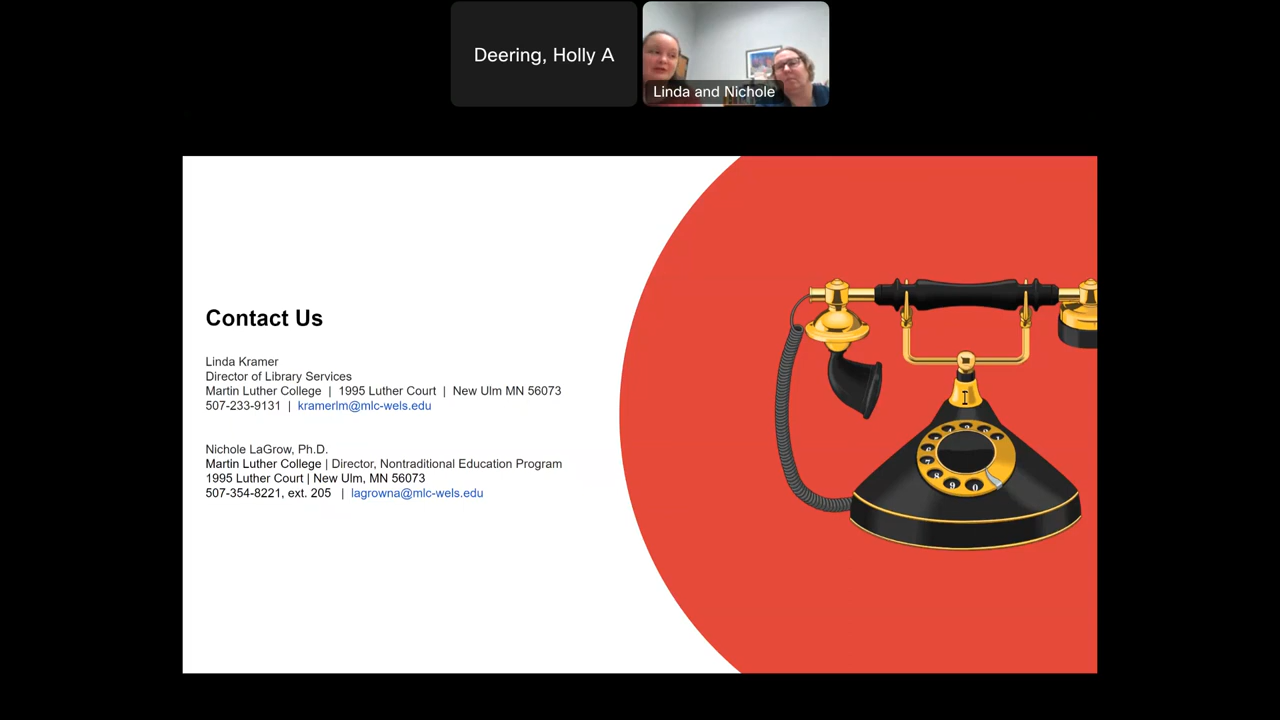 Deering, Holly A
Linda and Nichole
Contact Us
Linda Kramer
Director of Library Services
Martin Luther College | 1995 Luther Court | New Ulm MN 56073
507-233-9131 | kramerlm@mlc-wels.edu
Nichole LaGrow, Ph.D.
Martin Luther College | Director, Nontraditional Education Program
1995 Luther Court | New Ulm, MN 56073
507-354-8221, ext. 205 | lagrowna@mlc-wels.edu